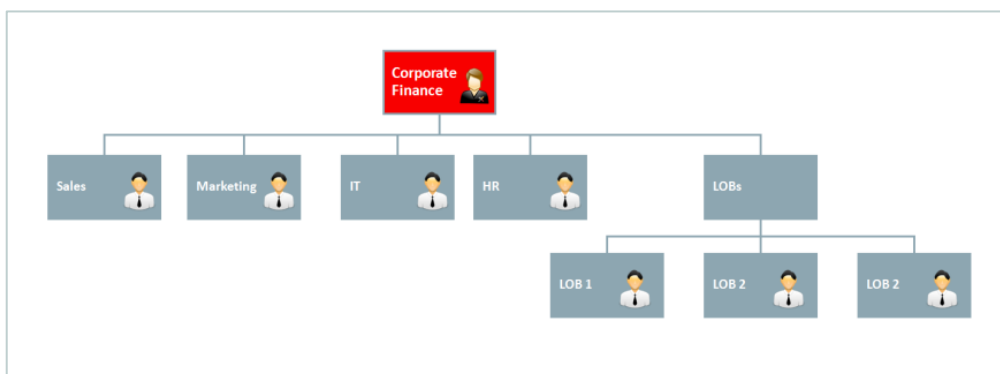 Corporate
Finance
Sales
Marketing
IT
HR
LOBs
LOB 1
LOB 2
LOB 2